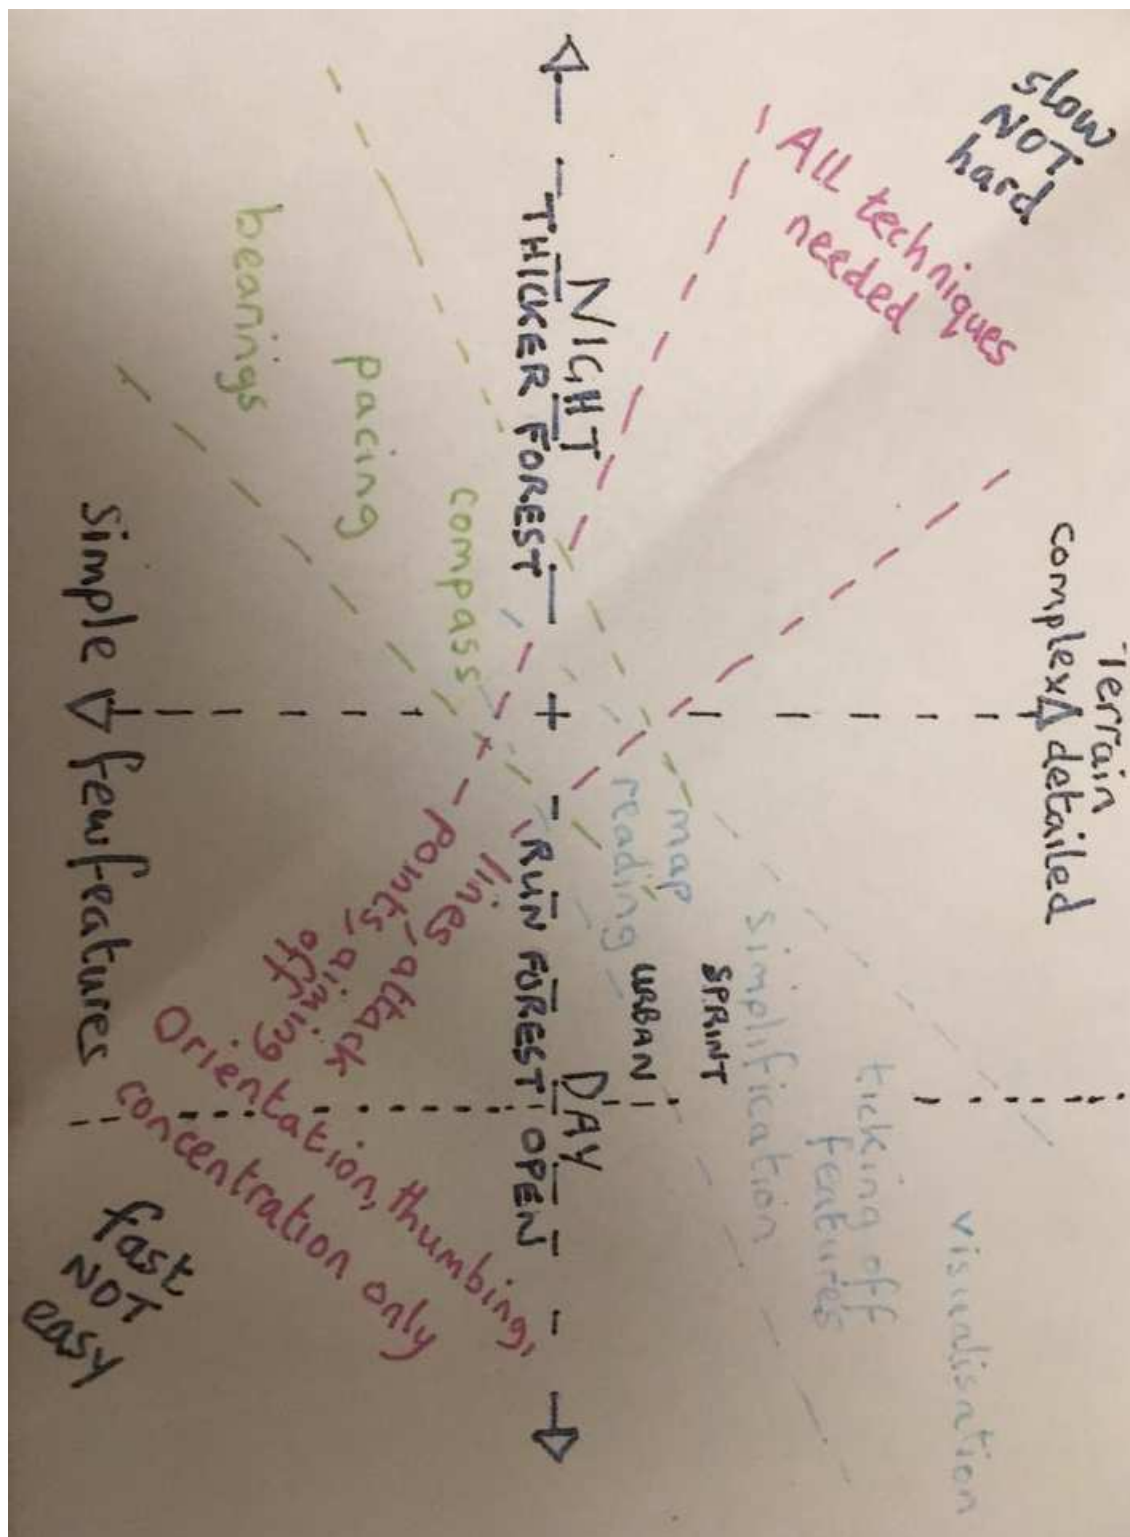 Terrain
complex detailed
slow
NOT
hard
All techniques
needed
visualisation
ticking off
features
simplification
SPRINT
map
reading
URBAN
NIGHT
DAY
THICKER FOREST
RUN FOREST
OPEN
compass
pacing
bearings
lines - attack
points - aiming
off
Orientation, thumbing,
concentration only
simple
few features
fast
NOT
easy